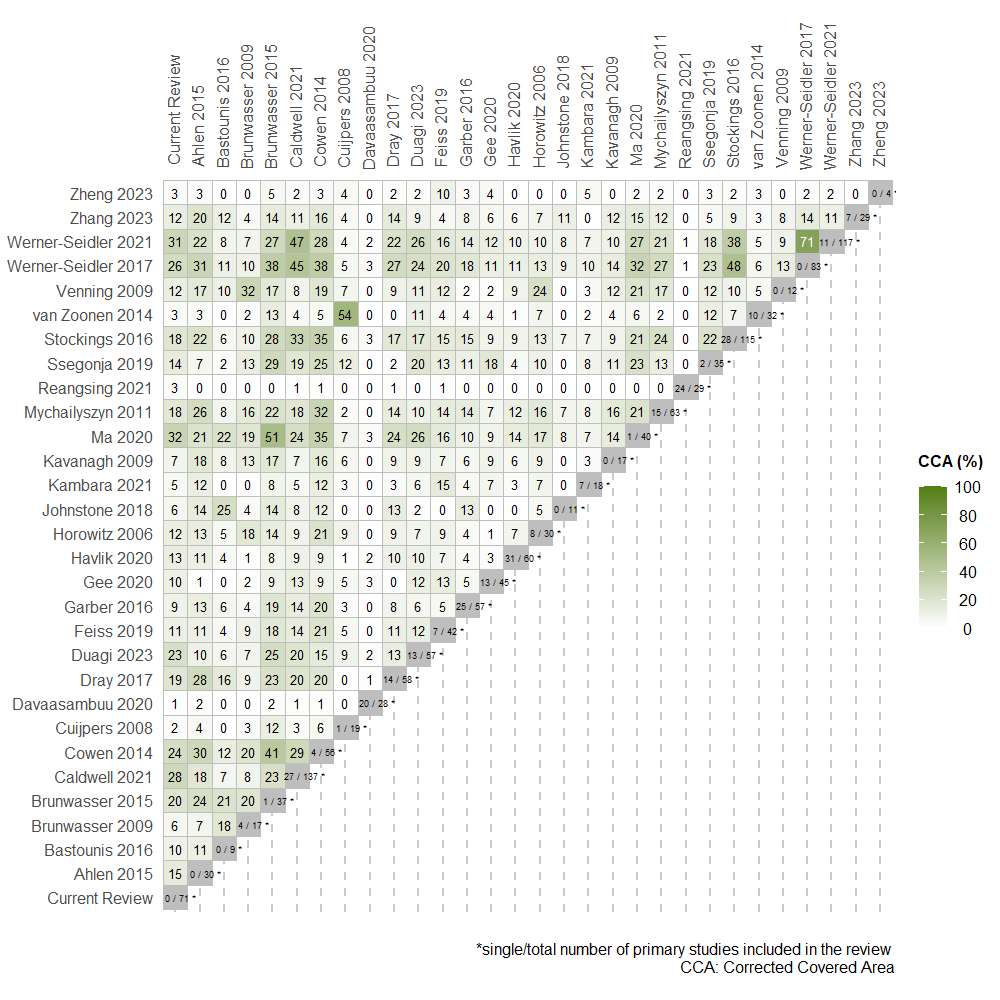 Current Review
Ahlen 2015
Bastounis 2016
Brunwasser 2009
Brunwasser 2015
Caldwell 2021
Cowen 2014
Cuijpers 2008
Davaasambuu 2020
Dray 2017
Duagi 2023
Feiss 2019
Garber 2016
Gee 2020
Havlik 2020
Horowitz 2006
Johnstone 2018
Kambara 2021
Kavanagh 2009
Ma 2020
Mychailyszyn 2011
Reangsing 2021
Ssegonja 2019
Stockings 2016
van Zoonen 2014
Venning 2009
Werner-Seidler 2017
Werner-Seidler 2021
Zhang 2023
Zheng 2023
Zheng 2023 3 3 0 0 5 2 3 4 0 2 2 10 3 4 0 0 0 5 0 2 2 0 3 2 3 0 2 2 0 0 / 4 *
Zhang 2023 12 20 12 4 14 11 16 4 0 14 9 4 8 6 6 7 11 0 12 15 12 0 5 9 3 8 14 11 7 / 29 *
Werner-Seidler 2021 31 22 8 7 27 47 28 4 2 22 26 16 14 12 10 10 8 7 10 27 21 1 18 38 5 9 71 11 / 117 *
Werner-Seidler 2017 26 31 11 10 38 45 38 5 3 27 24 20 18 11 11 13 9 10 14 32 27 1 23 48 6 13 0 / 83 *
Venning 2009 12 17 10 32 17 8 19 7 0 9 11 12 2 2 9 24 0 3 12 21 17 0 12 10 5 0 / 12 *
van Zoonen 2014 3 3 0 2 13 4 5 54 0 0 11 4 4 4 1 7 0 2 4 6 2 0 12 7 10 / 32 *
Stockings 2016 18 22 6 10 28 33 35 6 3 17 17 15 15 9 9 13 7 7 9 21 24 0 22 28 / 115 *
Ssegonja 2019 14 7 2 13 29 19 25 12 0 2 20 13 11 18 4 10 0 8 11 23 13 0 2 / 35 *
Reangsing 2021 3 0 0 0 0 1 1 0 0 1 0 1 0 0 0 0 0 0 0 0 0 24 / 29 *
Mychailyszyn 2011 18 26 8 16 22 18 32 2 0 14 10 14 14 7 12 16 7 8 16 21 15 / 63 *
Ma 2020 32 21 22 19 51 24 35 7 3 24 26 16 10 9 14 17 8 7 14 1 / 40 *
Kavanagh 2009 7 18 8 13 17 7 16 6 0 9 9 7 6 9 6 9 0 3 0 / 17 *
Kambara 2021 5 12 0 0 8 5 12 3 0 3 6 15 4 7 3 7 0 7 / 18 *
Johnstone 2018 6 14 25 4 14 8 12 0 0 13 2 0 13 0 0 5 0 / 11 *
Horowitz 2006 12 13 5 18 14 9 21 9 0 9 7 9 4 1 7 8 / 30 *
Havlik 2020 13 11 4 1 8 9 9 1 2 10 10 7 4 3 31 / 60 *
Gee 2020 10 1 0 2 9 13 9 5 3 0 12 13 5 13 / 45 *
Garber 2016 9 13 6 4 19 14 20 3 0 8 6 5 25 / 57 *
Feiss 2019 11 11 4 9 18 14 21 5 0 11 12 7 / 42 *
Duagi 2023 23 10 6 7 25 20 15 9 2 13 13 / 57 *
Dray 2017 19 28 16 9 23 20 20 0 1 14 / 58 *
Davaasambuu 2020 1 2 0 0 2 1 1 0 20 / 28 *
Cuijpers 2008 2 4 0 3 12 3 6 1 / 19 *
Cowen 2014 24 30 12 20 41 29 4 / 56 *
Caldwell 2021 28 18 7 8 23 27 / 137 *
Brunwasser 2015 20 24 21 20 1 / 37 *
Brunwasser 2009 6 7 18 4 / 17 *
Bastounis 2016 10 11 0 / 9 *
Ahlen 2015 15 0 / 30 *
Current Review 0 / 71 *
CCA (%)
100
80
60
40
20
0
*single/total number of primary studies included in the review
CCA: Corrected Covered Area